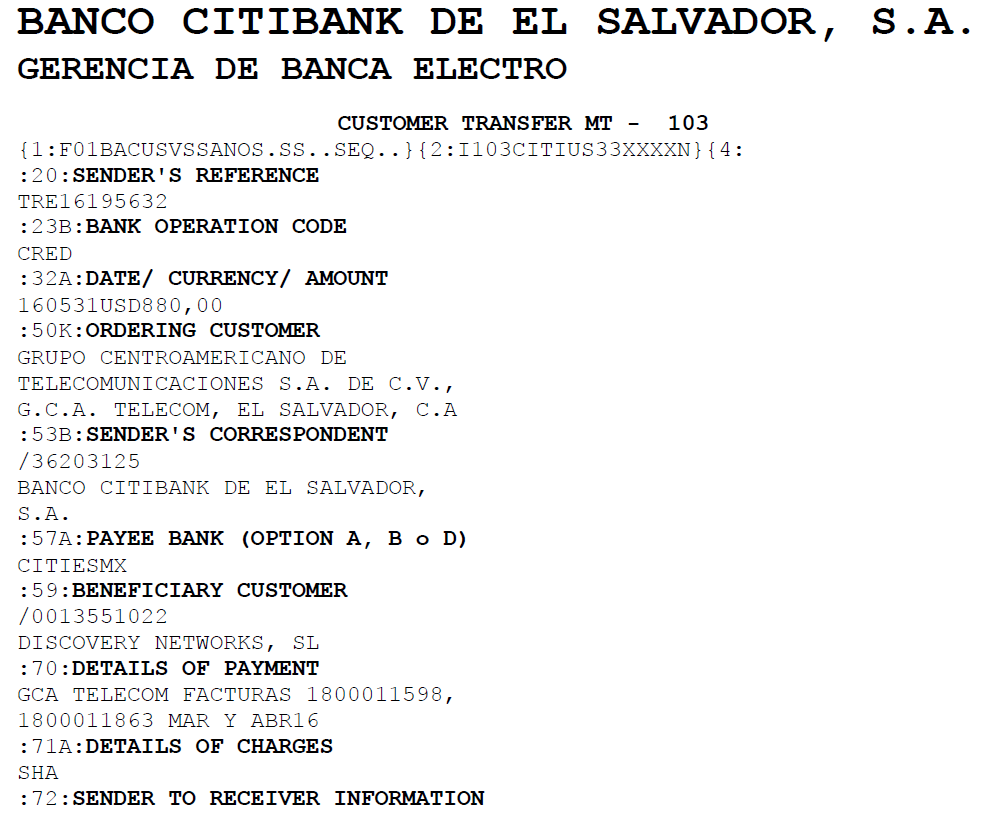 BANCO CITIBANK DE EL SALVADOR, S.A.
GERENCIA DE BANCA ELECTRO
CUSTOMER TRANSFER MT - 103
{1:F01BACUSVSSANOS.SS..SEQ..}{2:I103CITIUS33XXXXN}{4:
:20:SENDER'S REFERENCE
TRE16195632
:23B:BANK OPERATION CODE
CRED
:32A:DATE/ CURRENCY/ AMOUNT
160531USD880,00
:50K:ORDERING CUSTOMER
GRUPO CENTROAMERICANO DE
TELECOMUNICACIONES S.A. DE C.V.,
G.C.A. TELECOM, EL SALVADOR, C.A
:53B:SENDER'S CORRESPONDENT
/36203125
BANCO CITIBANK DE EL SALVADOR,
S.A.
:57A:PAYEE BANK (OPTION A, B o D)
CITIESMX
:59:BENEFICIARY CUSTOMER
/0013551022
DISCOVERY NETWORKS, SL
:70:DETAILS OF PAYMENT
GCA TELECOM FACTURAS 1800011598,
1800011863 MAR Y ABR16
:71A:DETAILS OF CHARGES
SHA
:72:SENDER TO RECEIVER INFORMATION